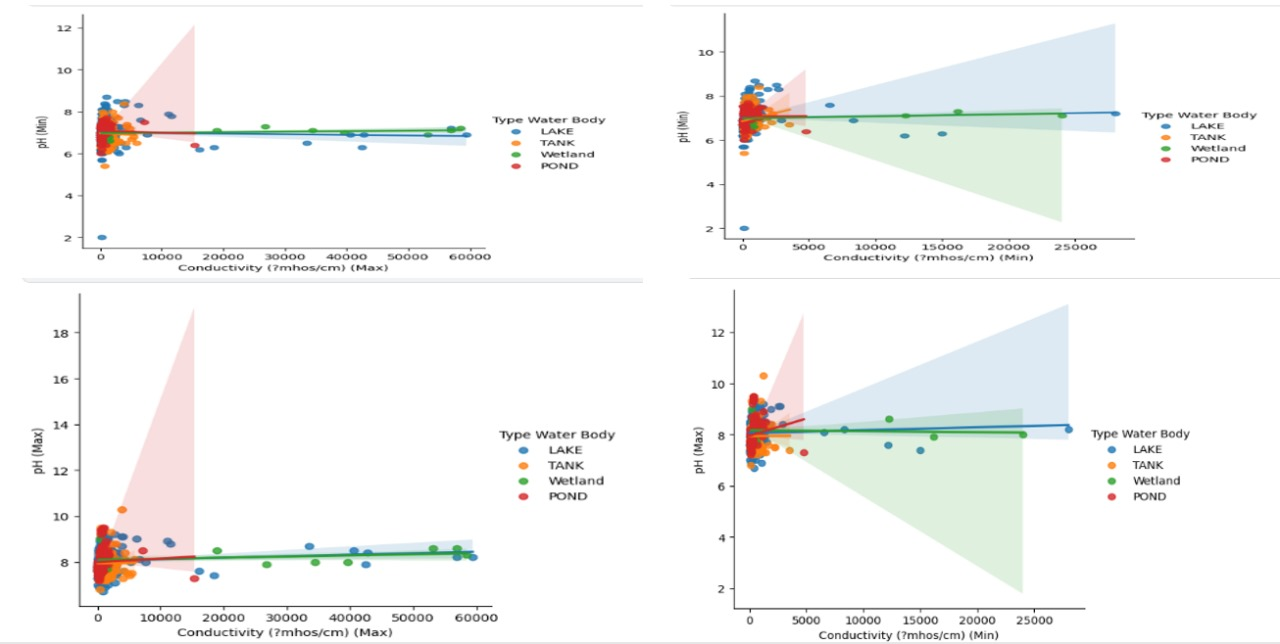 12
10
8
6
4
2
pH (Min)
0 10000 20000 30000 40000 50000 60000
Conductivity (?mhos/cm) (Max)
Type Water Body
LAKE
TANK
Wetland
POND
10
8
6
4
2
pH (Min)
0 5000 10000 15000 20000 25000
Conductivity (?mhos/cm) (Min)
Type Water Body
LAKE
TANK
Wetland
POND
18
16
14
12
10
8
pH (Max)
0 10000 20000 30000 40000 50000 60000
Conductivity (?mhos/cm) (Max)
Type Water Body
LAKE
TANK
Wetland
POND
12
10
8
6
4
2
pH (Max)
0 5000 10000 15000 20000 25000
Conductivity (?mhos/cm) (Min)
Type Water Body
LAKE
TANK
Wetland
POND